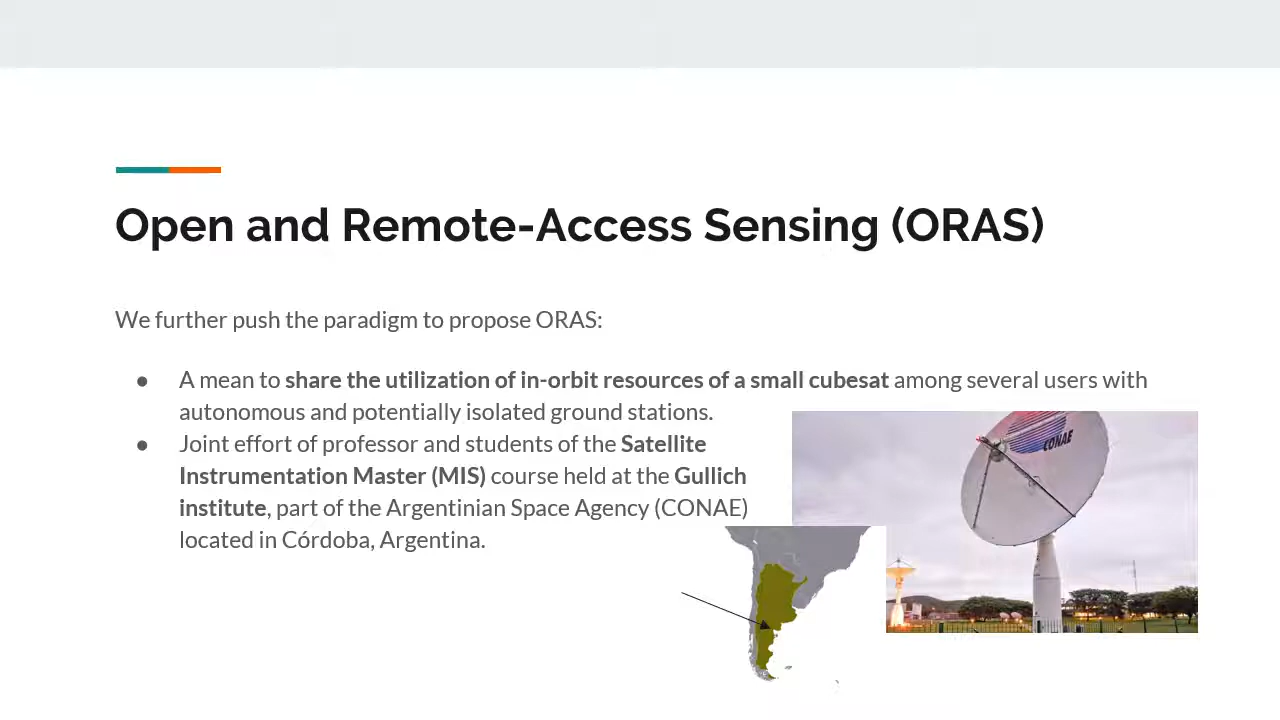 Open and Remote-Access Sensing (ORAS)
We further push the paradigm to propose ORAS:
● A mean to share the utilization of in-orbit resources of a small cubesat among several users with
autonomous and potentially isolated ground stations.
● Joint effort of professor and students of the Satellite
Instrumentation Master (MIS) course held at the Gullich
institute, part of the Argentinian Space Agency (CONAE)
located in Córdoba, Argentina.
CONAE